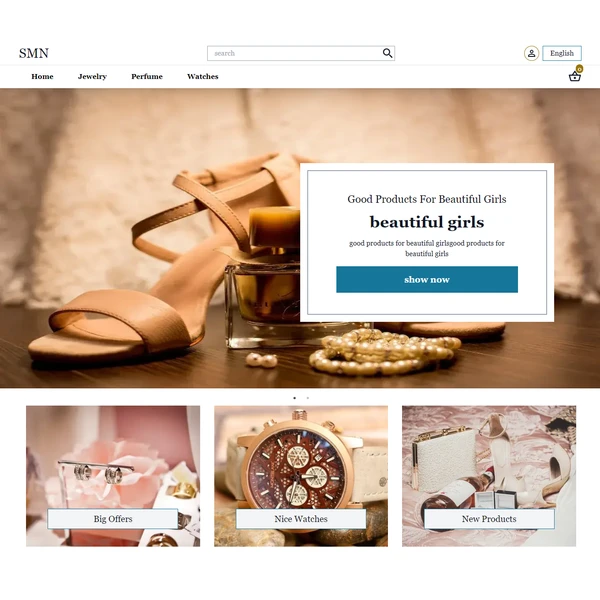 SMN
search
English
Home
Jewelry
Perfume
Watches
0
Good Products For Beautiful Girls
beautiful girls
good products for beautiful girlsgood products for
beautiful girls
show now
Big Offers
Nice Watches
New Products